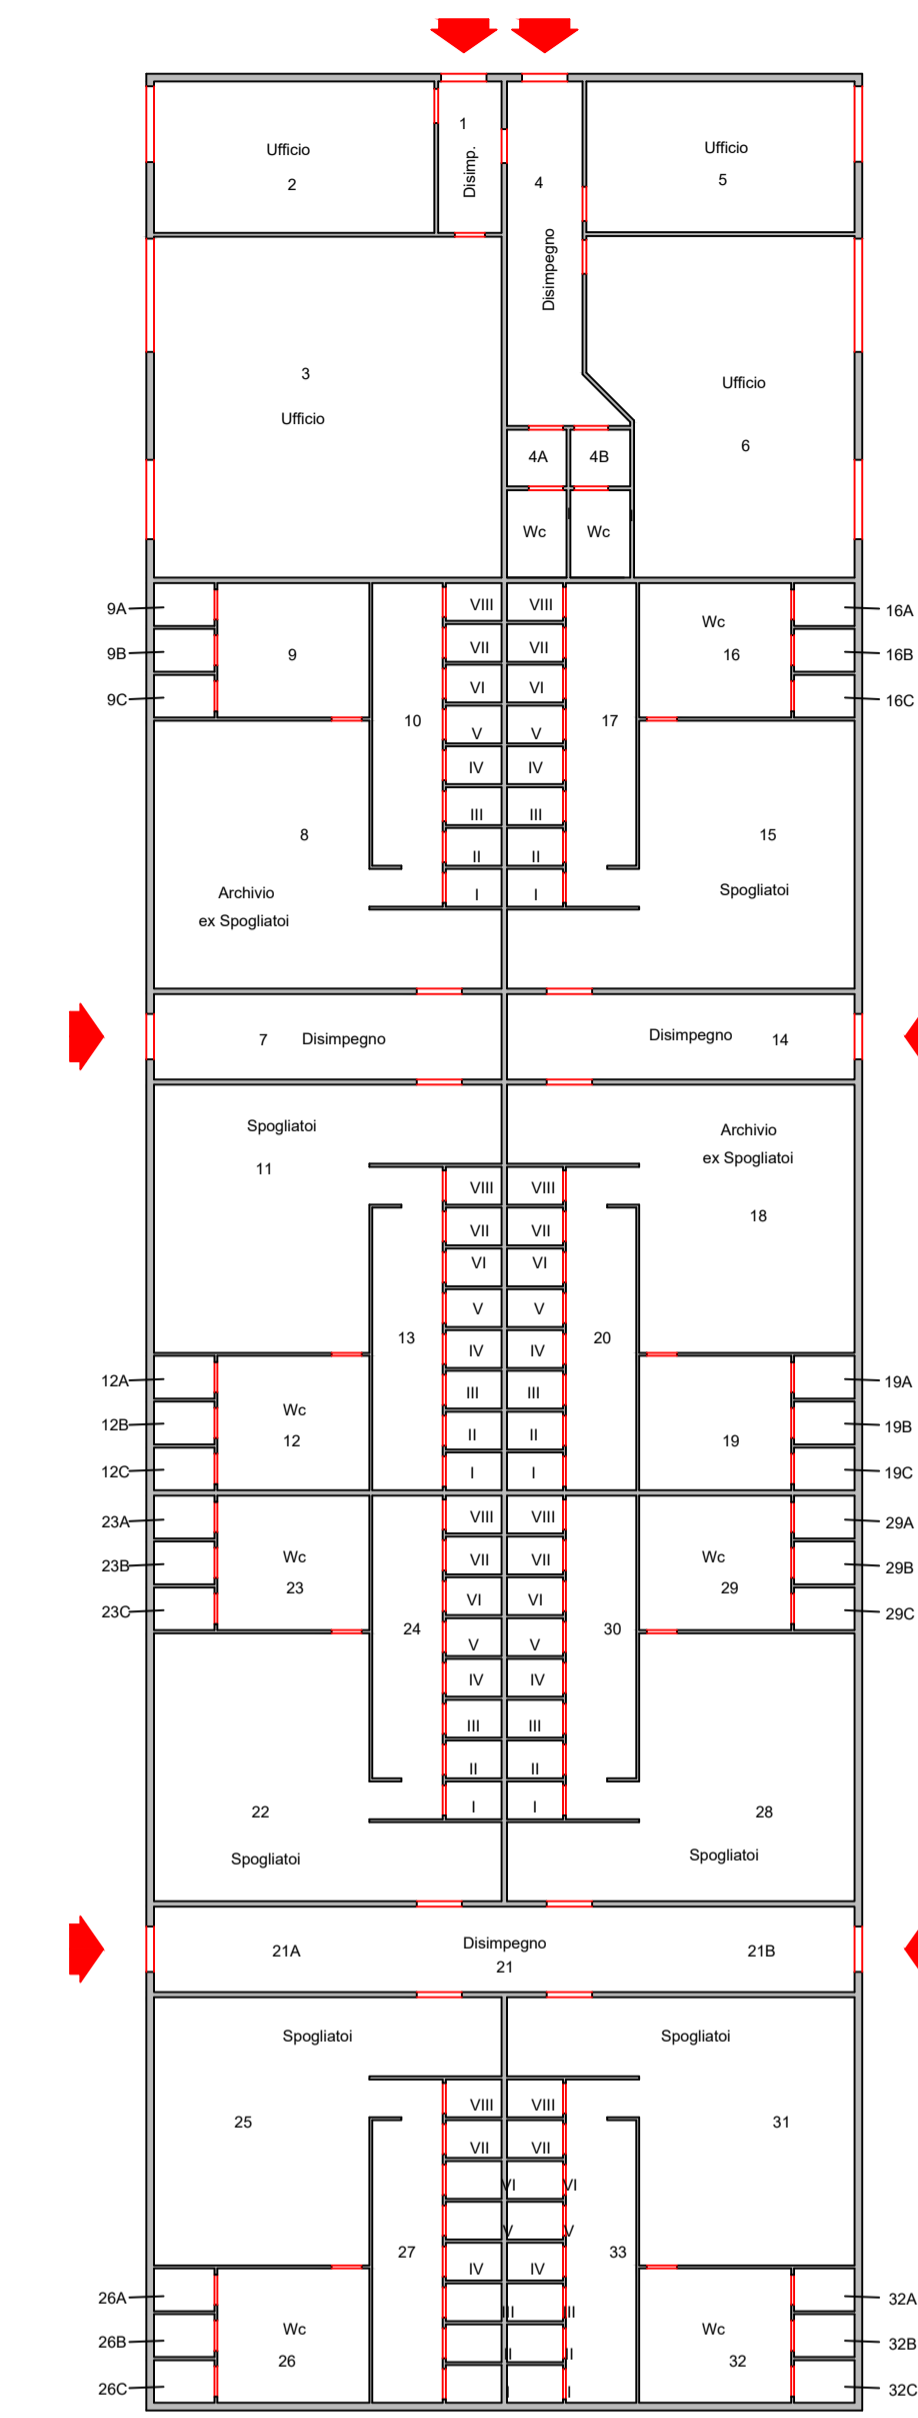 1
Disimp.
Ufficio
2
4
Disimpegno
Ufficio
5
3
Ufficio
Ufficio
6
4A
4B
Wc
Wc
9A
9B
9C
9
10
VIII
VII
VI
V
IV
III
II
I
VIII
VII
VI
V
IV
III
II
I
17
Wc
16
16A
16B
16C
8
Archivio
ex Spogliatoi
15
Spogliatoi
7 Disimpegno
Disimpegno 14
Spogliatoi
11
Archivio
ex Spogliatoi
18
VIII
VII
VI
V
IV
III
II
I
VIII
VII
VI
V
IV
III
II
I
13
20
12A
12B
12C
Wc
12
19
19A
19B
19C
23A
23B
23C
Wc
23
24
VIII
VII
VI
V
IV
III
II
I
VIII
VII
VI
V
IV
III
II
I
30
Wc
29
29A
29B
29C
22
Spogliatoi
28
Spogliatoi
21A
Disimpegno
21
21B
Spogliatoi
Spogliatoi
25
31
VIII
VII
VI
V
IV
III
II
I
VIII
VII
VI
V
IV
III
II
I
27
33
26A
26B
26C
Wc
26
Wc
32
32A
32B
32C